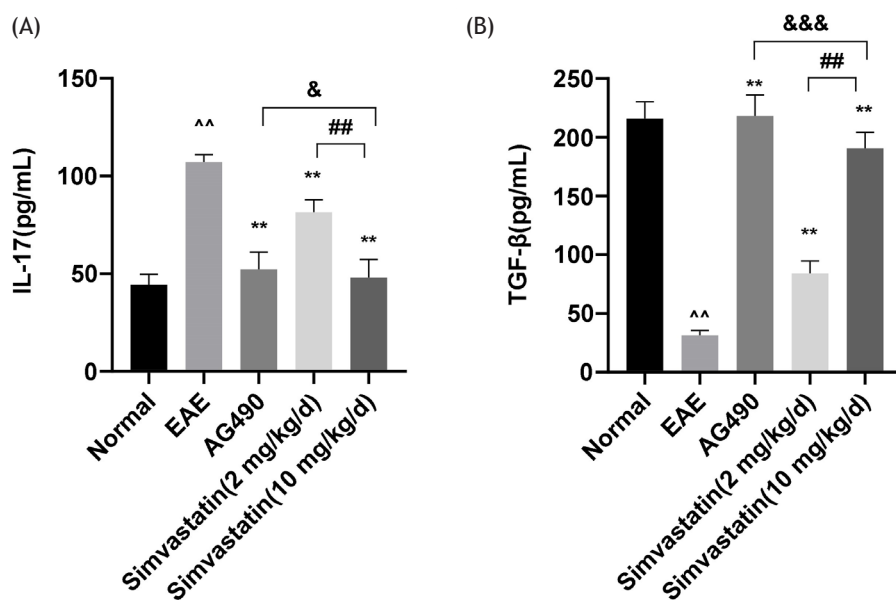 (A)
IL-17(pg/mL)
150
100
50
0
^^
**
**
**
&
##
Normal
EAE
AG490
Simvastatin(2 mg/kg/d)
Simvastatin(10 mg/kg/d)
(B)
TGF-β(pg/mL)
250
200
150
100
50
0
^^
**
**
**
&&&
##
Normal
EAE
AG490
Simvastatin(2 mg/kg/d)
Simvastatin(10 mg/kg/d)